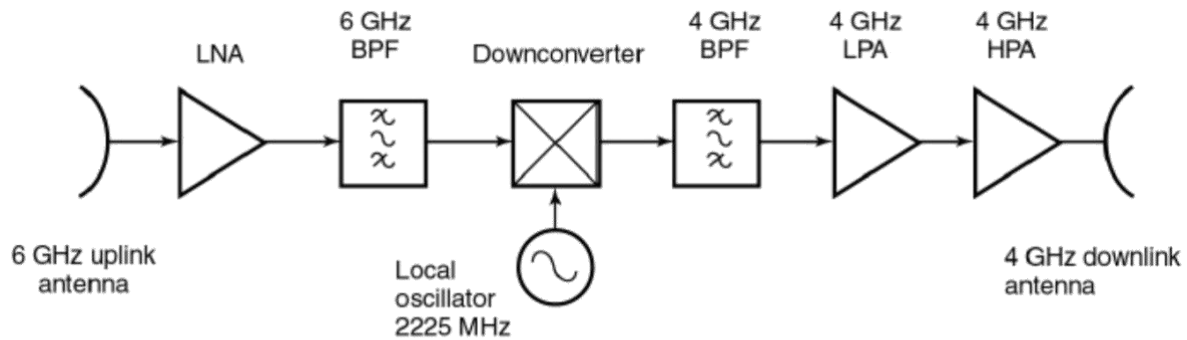 LNA
6 GHz
BPF
Downconverter
4 GHz
BPF
4 GHz
LPA
4 GHz
HPA
6 GHz uplink
antenna
Local
oscillator
2225 MHz
4 GHz downlink
antenna